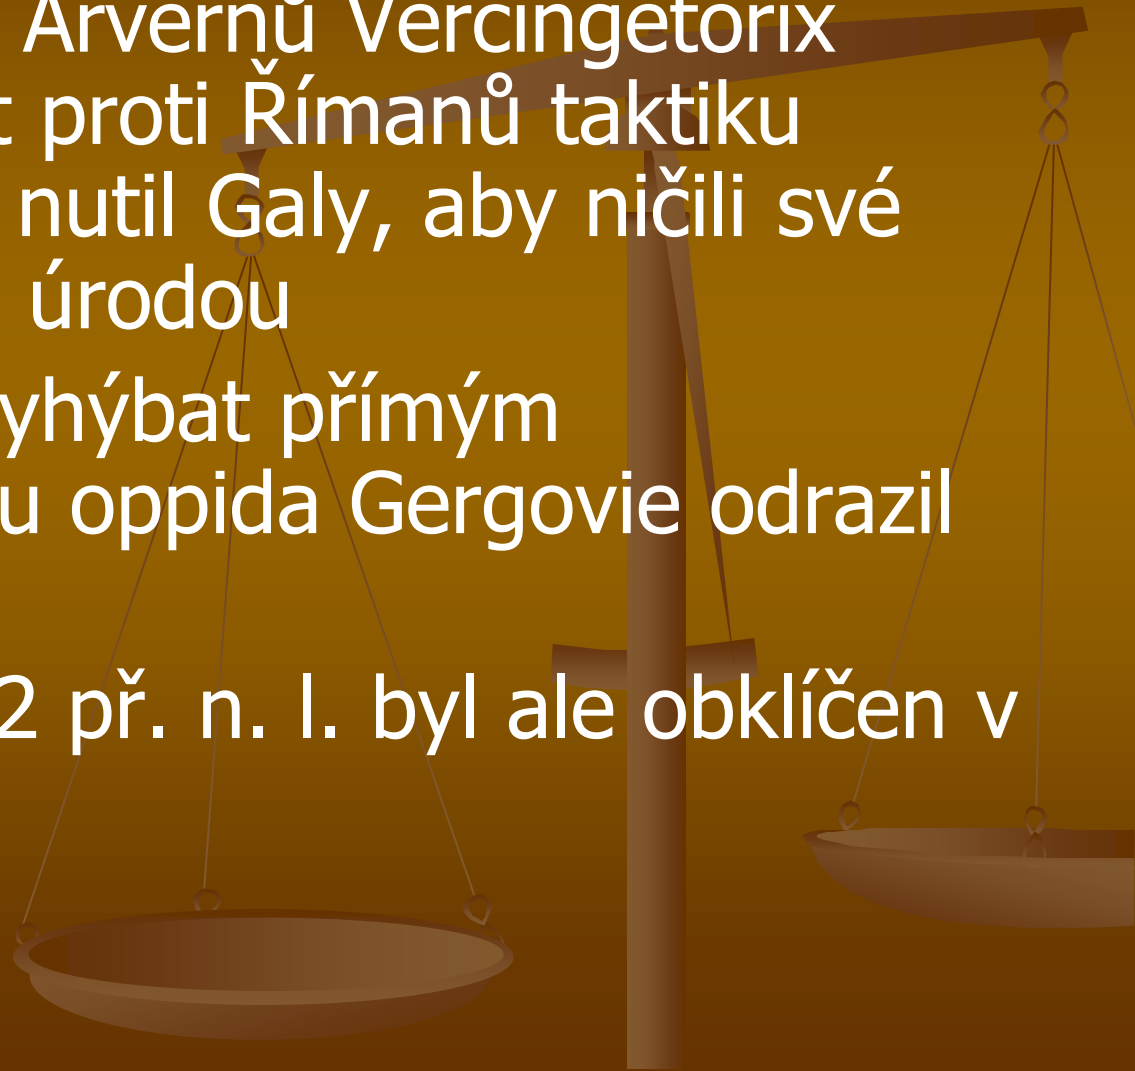 Arvernů Vercingetorix
t proti Římanů taktiku
nutil Galy, aby ničili své
úrodou
yhýbat přímým
u oppida Gergovie odrazil
2 př. n. l. byl ale obklíčen v